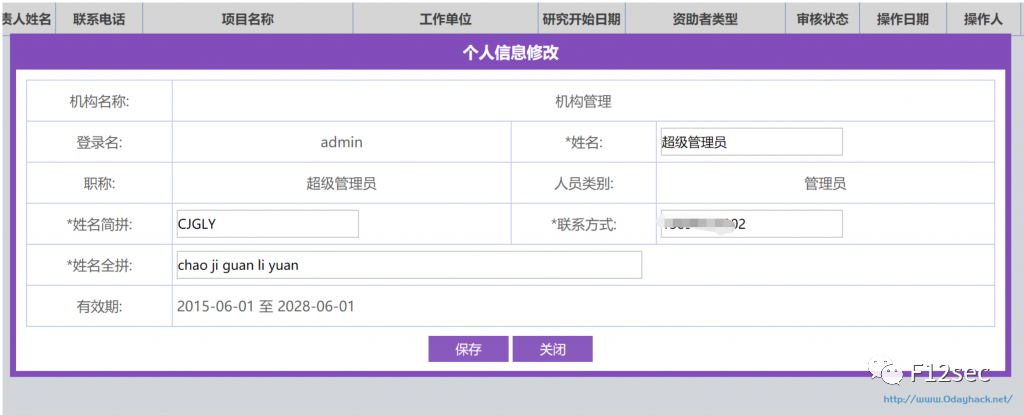 责人姓名 联系电话 项目名称 工作单位 研究开始日期 资助者类型 审核状态 操作日期 操作人
个人信息修改
机构名称: 机构管理
登录名: admin *姓名: 超级管理员
职称: 超级管理员 人员类别: 管理员
*姓名简拼: CJGLY *联系方式: 02
*姓名全拼: chao ji guan li yuan
有效期: 2015-06-01 至 2028-06-01
保存 关闭
F12sec
http://www.0dayhack.net/